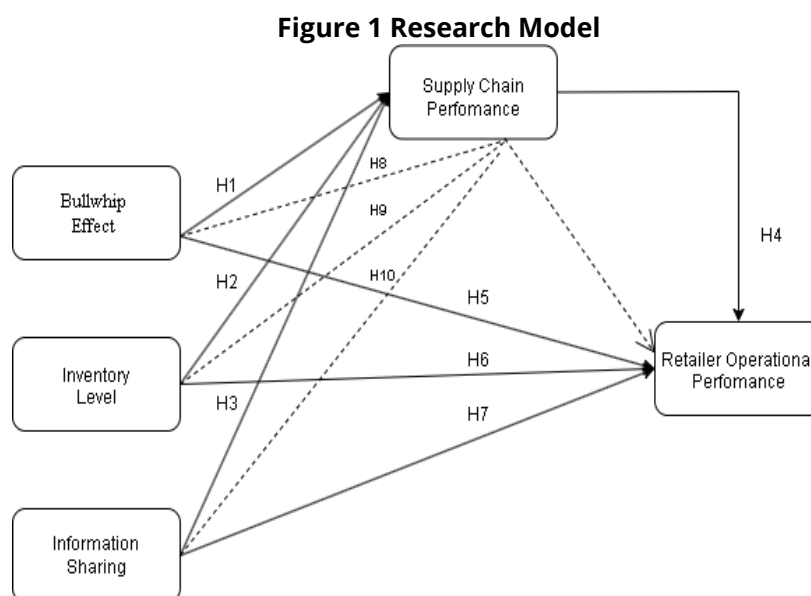 Figure 1 Research Model
Supply Chain
Perfomance
H1
H8
Bullwhip
Effect
H9
H2
H10
H5
H4
Inventory
Level
H6
Retailer Operationa
Perfomance
H3
H7
Information
Sharing